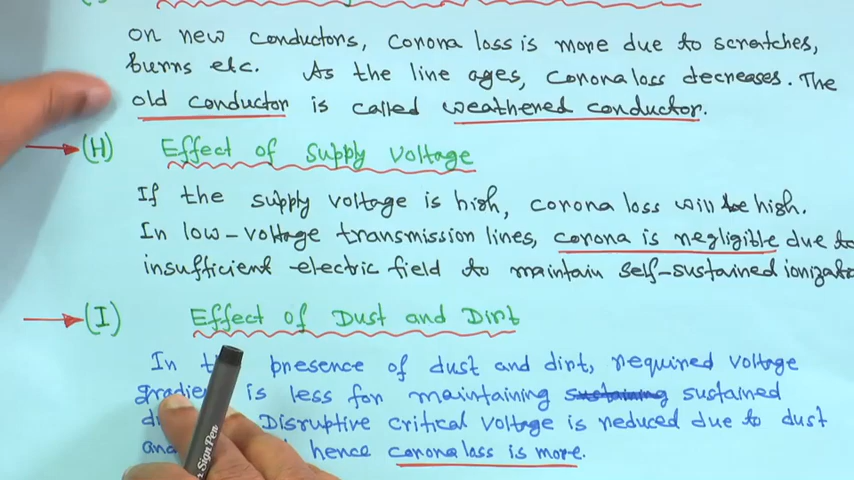 on new conductors, corona loss is more due to scratches,
burns etc. As the line ages, corona loss decreases. The
old conductor is called weathered conductor.
(H) Effect of Supply Voltage
If the supply voltage is high, corona loss will be high.
In low-voltage transmission lines, corona is negligible due to
insufficient electric field to maintain self-sustained
(I) Effect of Dust and Dirt
In presence of dust and dirt, required voltage
is less for maintaining sustained
Disruptive critical voltage is reduced due to dust
hence corona loss is more.
Sign Pen